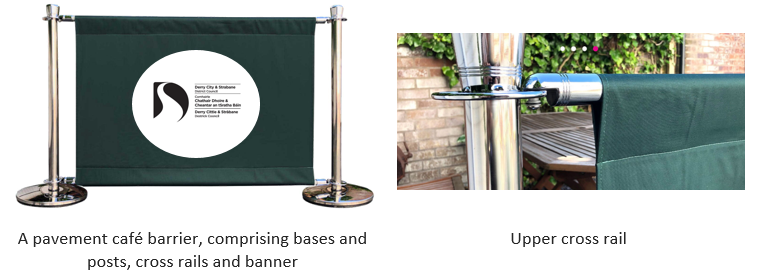 Derry City & Strabane
District Council
Comhairle
Chathair Dhoire &
Cheantar an tSratha Báin
Derry Cittie & Stràbane
Destrick Cooncil
A pavement café barrier, comprising bases and
posts, cross rails and banner
Upper cross rail